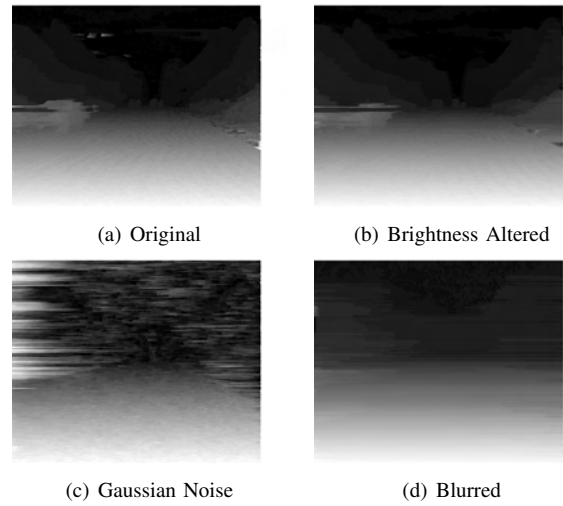 (a) Original
(b) Brightness Altered
(c) Gaussian Noise
(d) Blurred